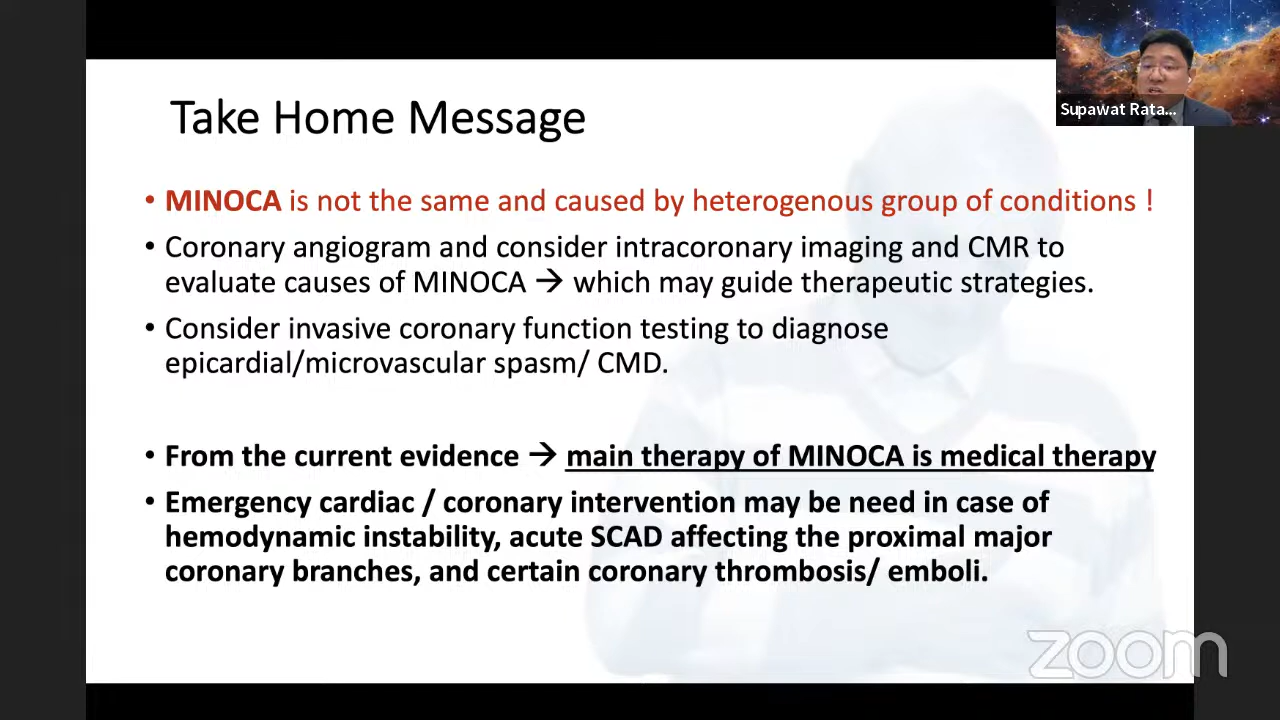 Supawat Rata...
Take Home Message
• MINOCA is not the same and caused by heterogenous group of conditions !
• Coronary angiogram and consider intracoronary imaging and CMR to
evaluate causes of MINOCA → which may guide therapeutic strategies.
• Consider invasive coronary function testing to diagnose
epicardial/microvascular spasm/ CMD.
• From the current evidence → main therapy of MINOCA is medical therapy
• Emergency cardiac / coronary intervention may be need in case of
hemodynamic instability, acute SCAD affecting the proximal major
coronary branches, and certain coronary thrombosis/ emboli.
zoom